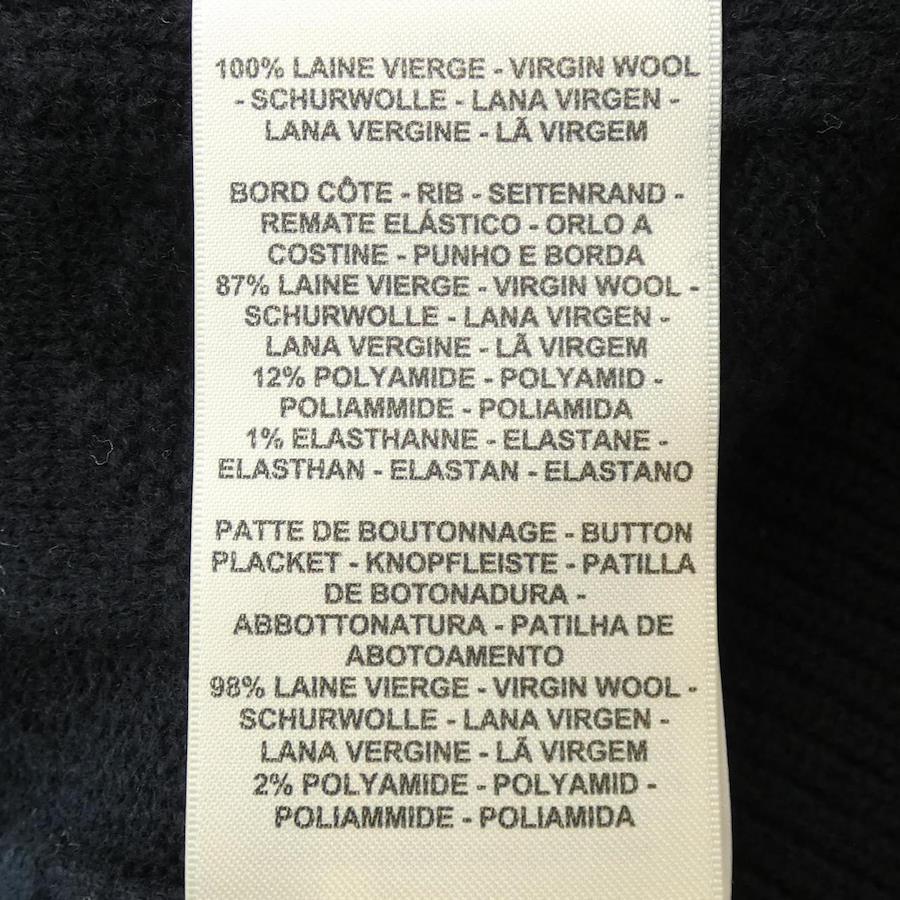 100% LAINE VIERGE - VIRGIN WOOL
- SCHURWOLLE - LANA VIRGEN -
LANA VERGINE - LÃ VIRGEM
BORD CÔTE - RIB - SEITENRAND -
REMATE ELÁSTICO - ORLO A
COSTINE - PUNHO E BORDA
87% LAINE VIERGE - VIRGIN WOOL -
SCHURWOLLE - LANA VIRGEN -
LANA VERGINE - LÃ VIRGEM
12% POLYAMIDE - POLYAMID -
POLIAMMIDE - POLIAMIDA
1% ELASTHANNE - ELASTANE -
ELASTHAN - ELASTAN - ELASTANO
PATTE DE BOUTONNAGE - BUTTON
PLACKET - KNOPFLEISTE - PATILLA
DE BOTONADURA -
ABBOTTONATURA - PATILHA DE
ABOTOAMENTO
98% LAINE VIERGE - VIRGIN WOOL -
SCHURWOLLE - LANA VIRGEN -
LANA VERGINE - LÃ VIRGEM
2% POLYAMIDE - POLYAMID -
POLIAMMIDE - POLIAMIDA